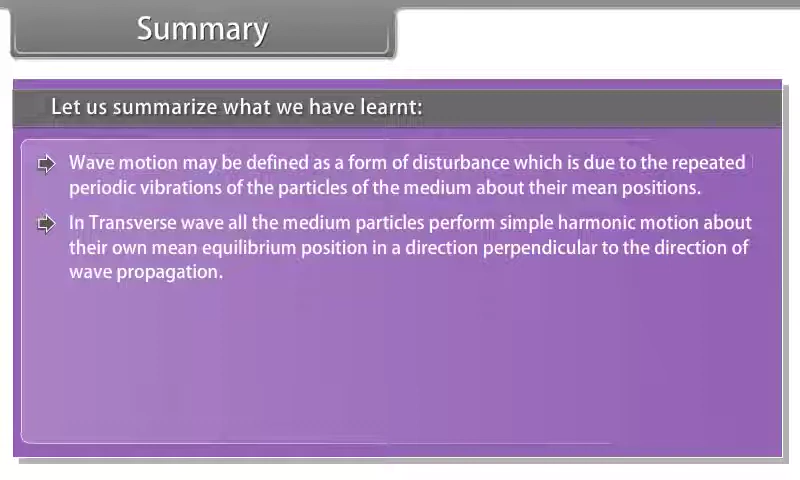 Summary
Let us summarize what we have learnt:
Wave motion may be defined as a form of disturbance which is due to the repeated
periodic vibrations of the particles of the medium about their mean positions.
In Transverse wave all the medium particles perform simple harmonic motion about
their own mean equilibrium position in a direction perpendicular to the direction of
wave propagation.